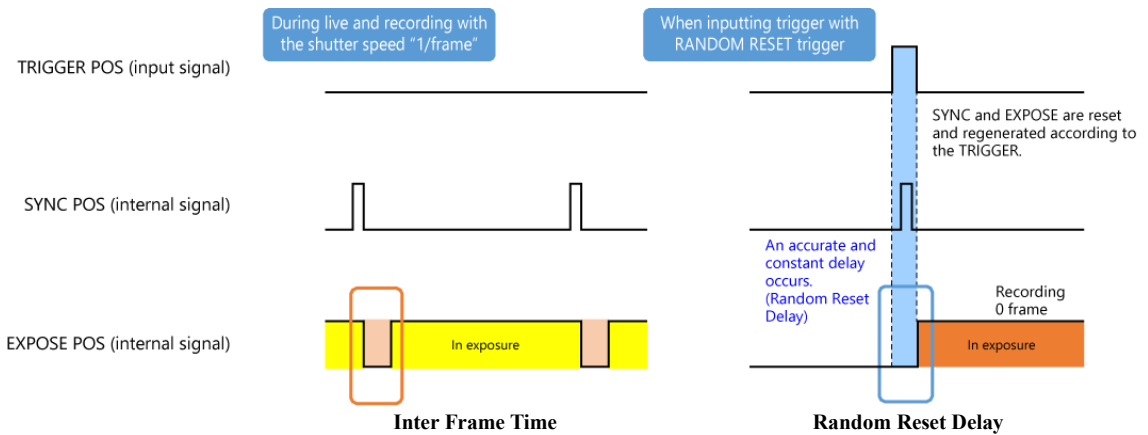 During live and recording with
the shutter speed “1/frame”
When inputting trigger with
RANDOM RESET trigger
TRIGGER POS (input signal)
SYNC and EXPOSE are reset
and regenerated according to
the TRIGGER.
SYNC POS (internal signal)
An accurate and
constant delay
occurs.
(Random Reset
Delay)
Recording
0 frame
EXPOSE POS (internal signal)
In exposure
In exposure
Inter Frame Time
Random Reset Delay